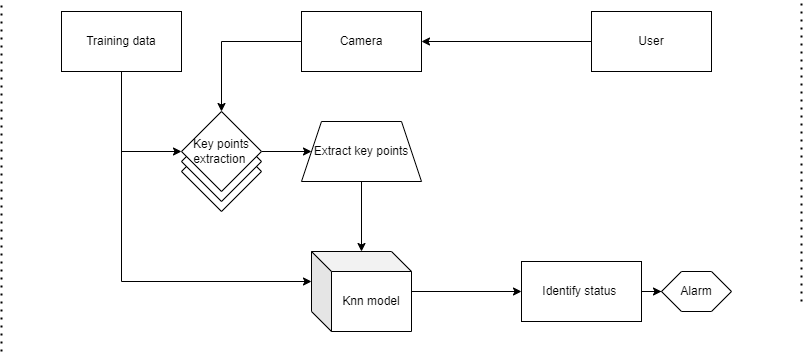 Training data
Camera
User
Key points
extraction
Extract key points
Knn model
Identify status
Alarm